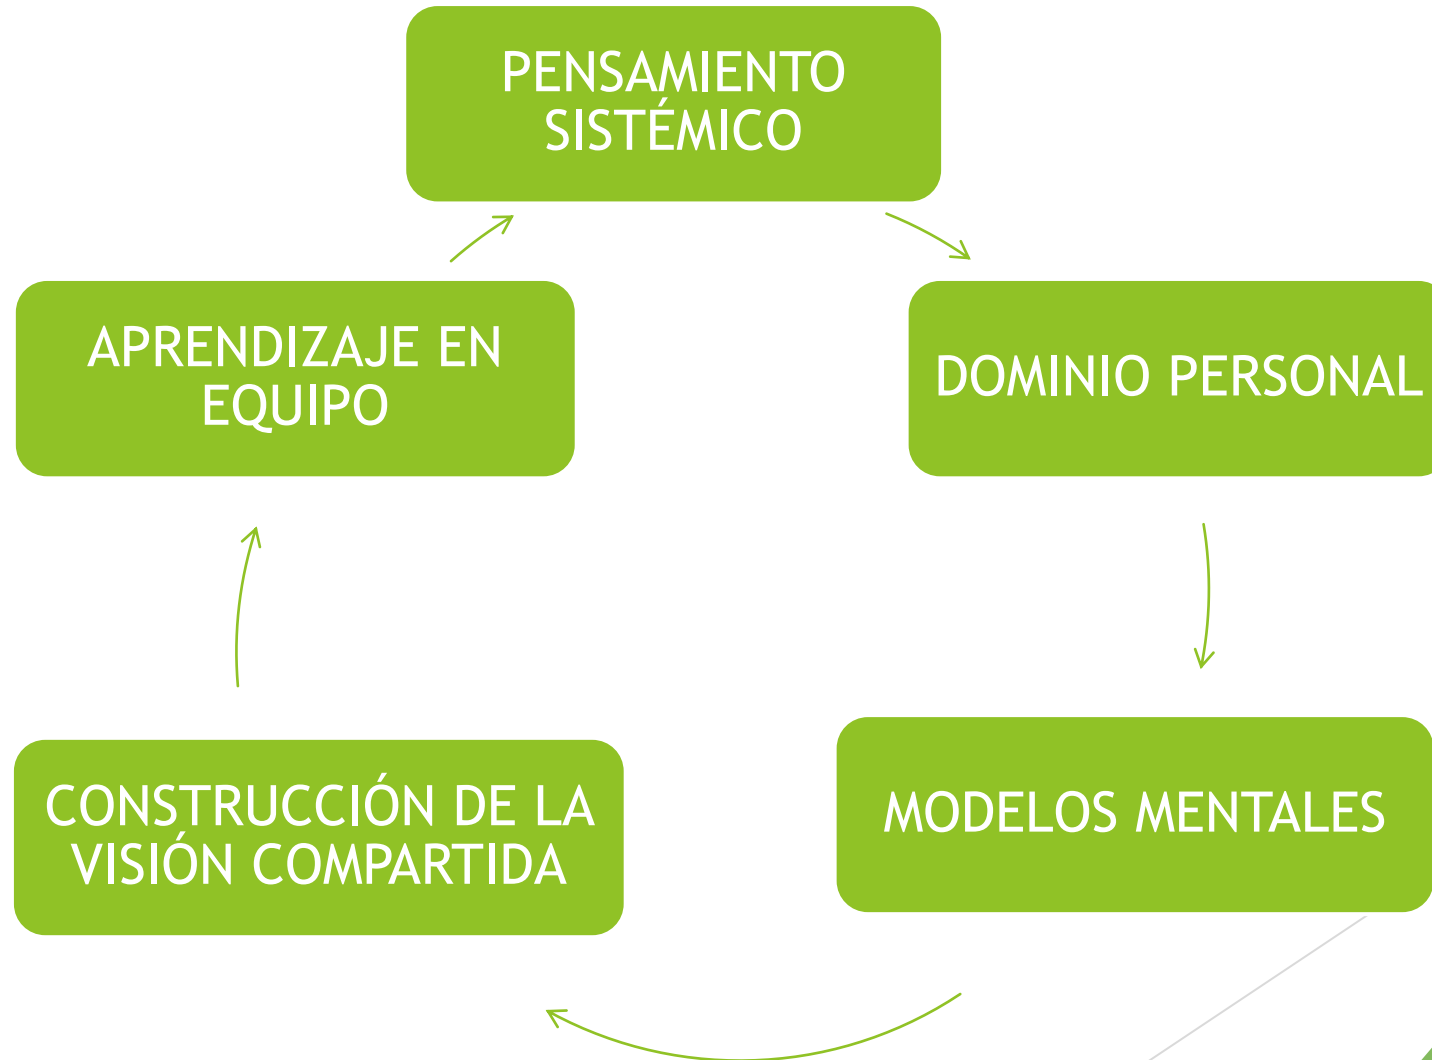 PENSAMIENTO
SISTÉMICO
DOMINIO PERSONAL
MODELOS MENTALES
CONSTRUCCIÓN DE LA
VISIÓN COMPARTIDA
APRENDIZAJE EN
EQUIPO